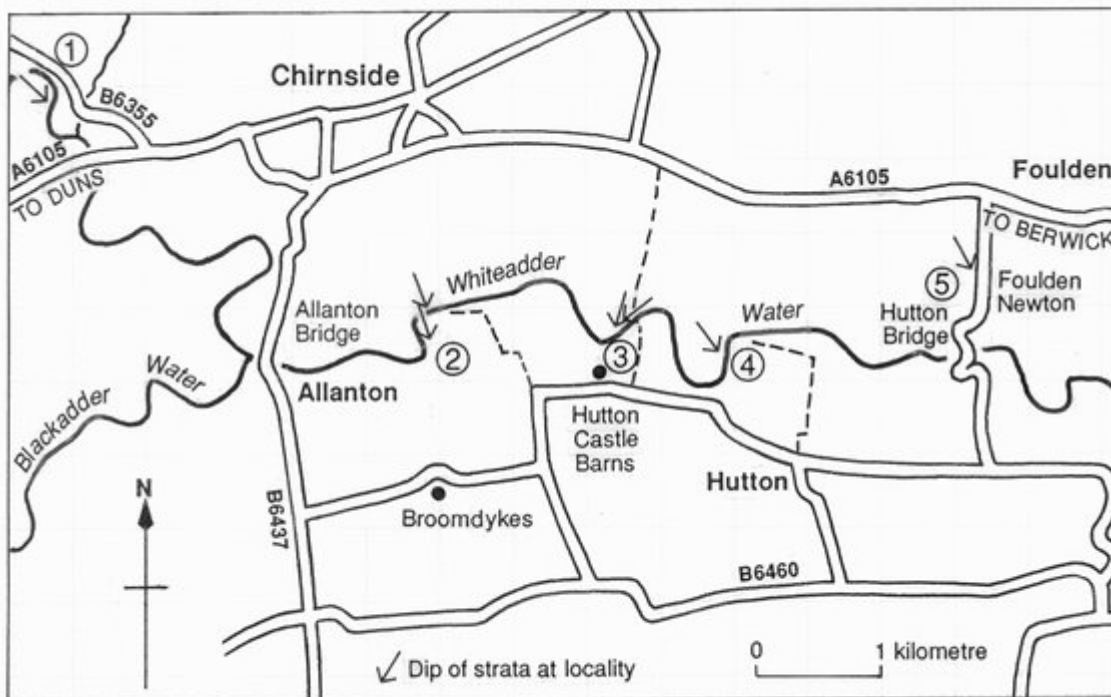 ①
Chirnside
B6355
A6105
TO DUNS
A6105
Foulden
TO BERWICK
Whiteadder
Water
⑤
Foulden
Newton
Allanton
Bridge
②
③
④
Hutton
Bridge
Allanton
Blackadder
Water
Hutton
Castle
Barns
N
B6437
Broomdykes
Hutton
B6460
0 1 kilometre
Dip of strata at locality